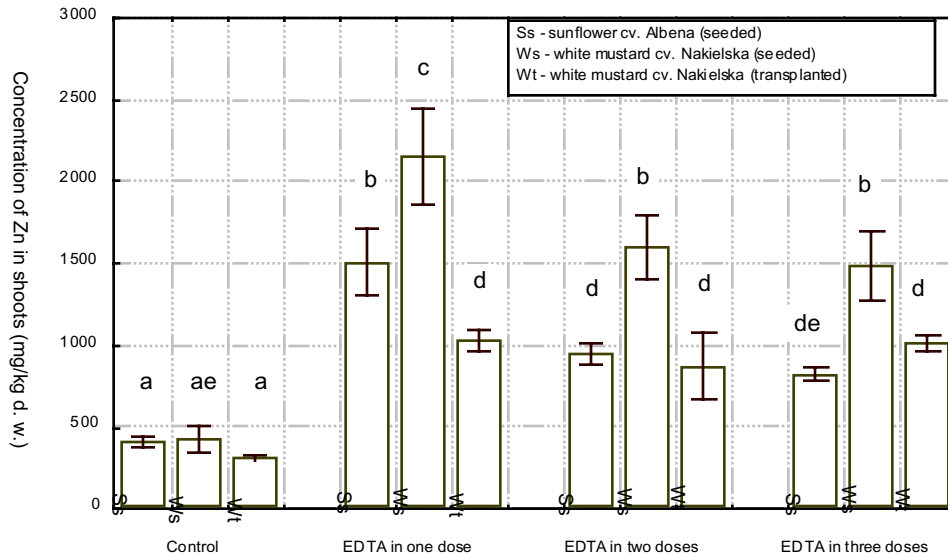 3000
2500
2000
1500
1000
500
0
Concentration of Zn in shoots (mg/kg d. w.)
Ss - sunflower cv. Albena (seeded)
Ws - white mustard cv. Nakielska (seeded)
Wt - white mustard cv. Nakielska (transplanted)
a ae a
b c d
d b d
de b d
Ss Ws Wt Ss Ws Wt Ss Ws Wt Ss Ws Wt
Control EDTA in one dose EDTA in two doses EDTA in three doses